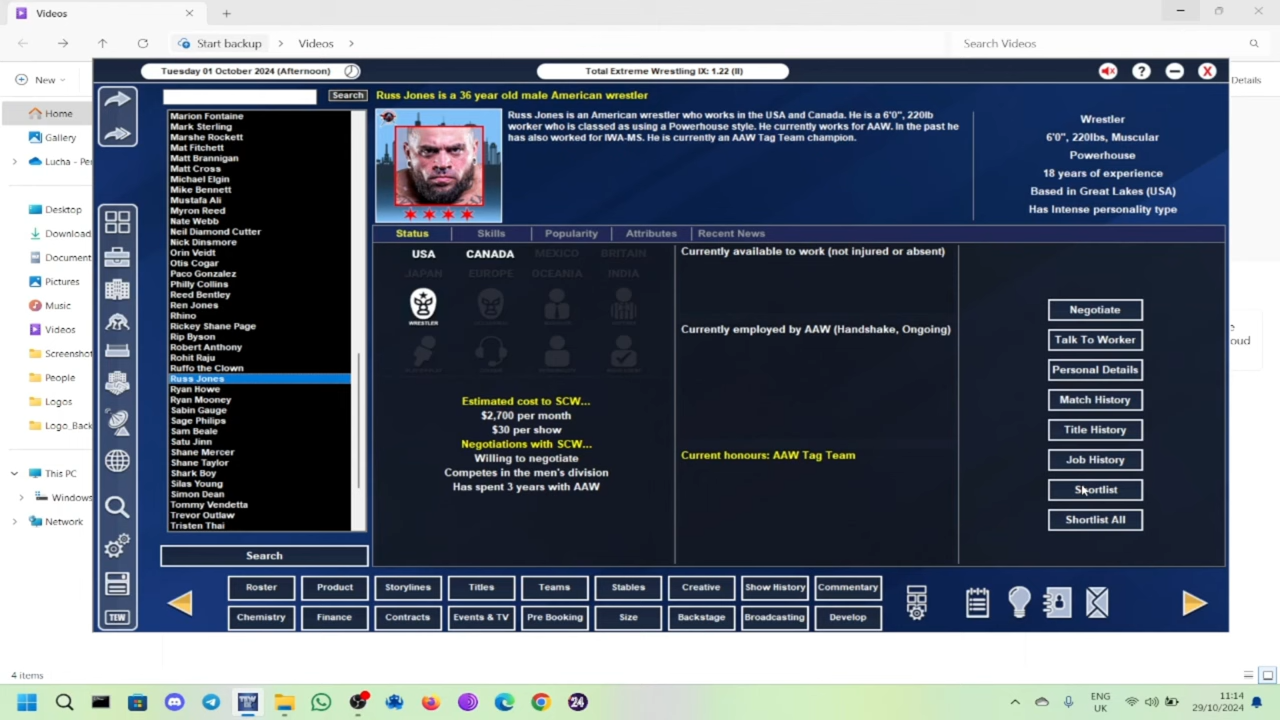 Videos
Start backup
Videos
Search Videos
New
Details
Home
Gallery
Lucha - Per
Desktop
Download
Document
Pictures
Music
Videos
Screenshot
People
Logos
Logo_Back
This PC
Windows
Network
oud
4 items
Tuesday 01 October 2024 (Afternoon)
Total Extreme Wrestling IX: 1.22 (II)
?
X
Search
Marion Fontaine
Mark Sterling
Marshe Rockett
Mat Fitchett
Matt Brannigan
Matt Cross
Michael Elgin
Mike Bennett
Mustafa Ali
Myron Reed
Nate Webb
Neil Diamond Cutter
Nick Dinsmore
Orin Veidt
Otis Cogar
Paco Gonzalez
Philly Collins
Reed Bentley
Ren Jones
Rhino
Rickey Shane Page
Rip Byson
Robert Anthony
Rohit Raju
Ruffo the Clown
Russ Jones
Ryan Howe
Ryan Mooney
Sabin Gauge
Sage Philips
Sam Beale
Satu Jinn
Shane Mercer
Shane Taylor
Shark Boy
Silas Young
Simon Dean
Tommy Vendetta
Trevor Outlaw
Tristen Thai
Search
Russ Jones is a 36 year old male American wrestler
Russ Jones is an American wrestler who works in the USA and Canada. He is a 6'0", 220lb
worker who is classed as using a Powerhouse style. He currently works for AAW. In the past he
has also worked for IWA-MS. He is currently an AAW Tag Team champion.
Wrestler
6'0", 220lbs, Muscular
Powerhouse
18 years of experience
Based in Great Lakes (USA)
Has Intense personality type
Status
Skills
Popularity
Attributes
Recent News
USA
CANADA
MEXICO
BRITAIN
JAPAN
EUROPE
OCEANIA
INDIA
WRESTLER
Estimated cost to SCW...
$2,700 per month
$30 per show
Negotiations with SCW...
Willing to negotiate
Competes in the men's division
Has spent 3 years with AAW
Currently available to work (not injured or absent)
Currently employed by AAW (Handshake, Ongoing)
Current honours: AAW Tag Team
Negotiate
Talk To Worker
Personal Details
Match History
Title History
Job History
Shortlist
Shortlist All
Roster
Product
Storylines
Titles
Teams
Stables
Creative
Show History
Commentary
Chemistry
Finance
Contracts
Events & TV
Pre Booking
Size
Backstage
Broadcasting
Develop
TEW
24
ENG
UK
11:14
29/10/2024